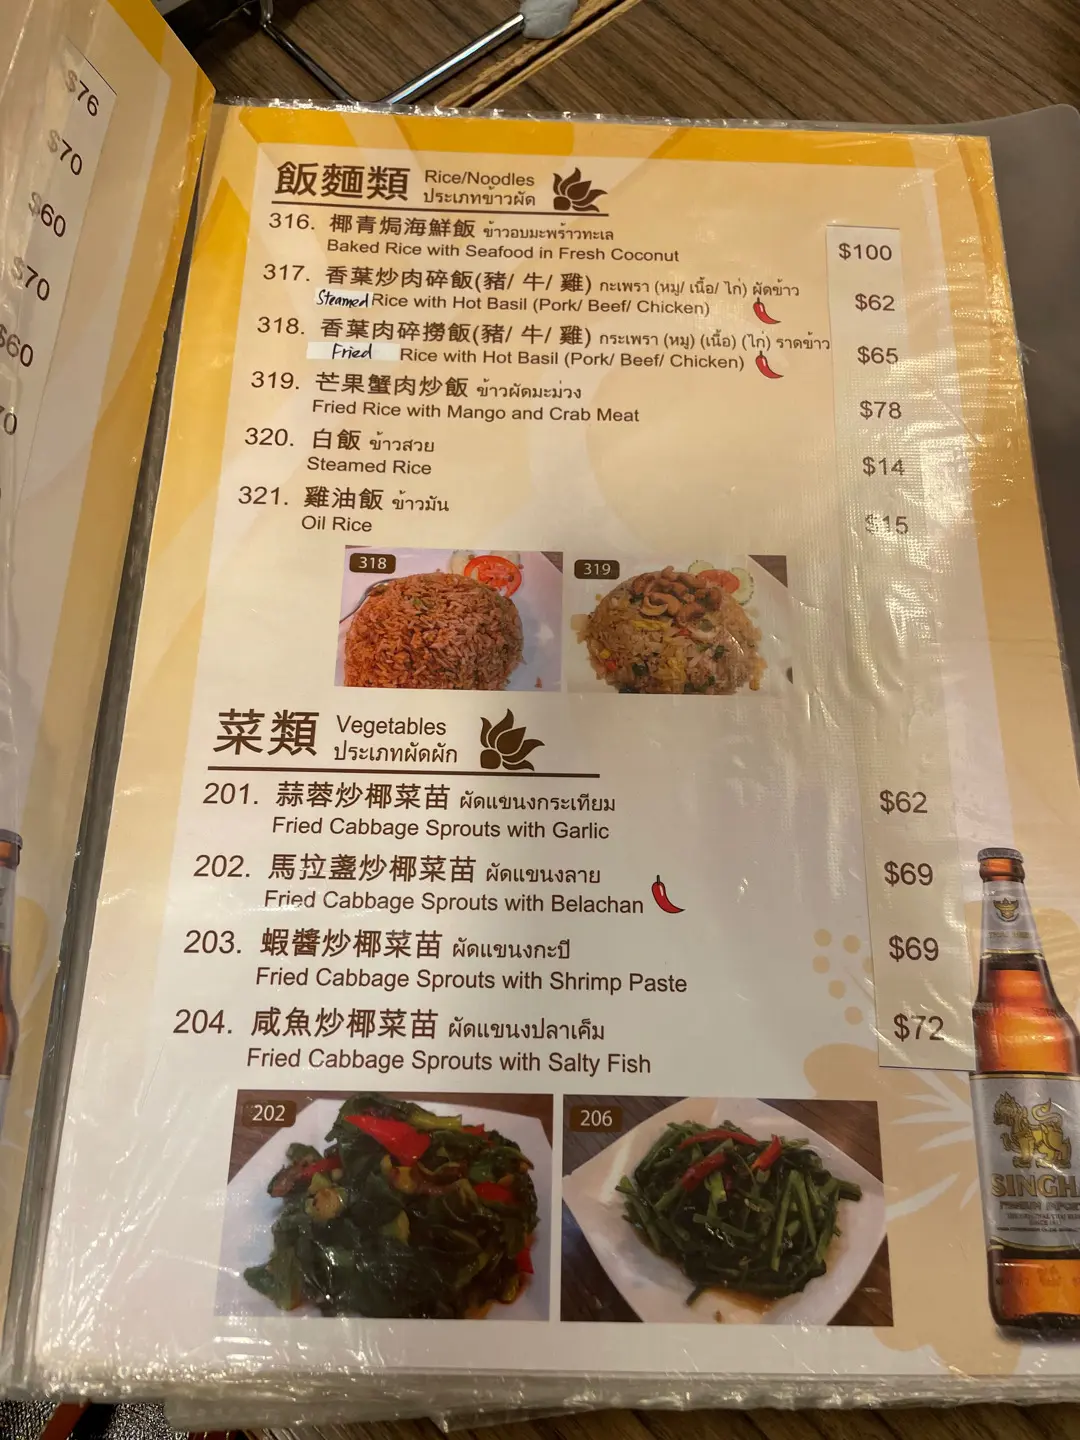 $76
$70
$60
$70
$60
飯麵類 Rice/Noodles
ประเภทข้าวผัด
316. 椰青焗海鮮飯 ข้าวอบมะพร้าวทะเล
Baked Rice with Seafood in Fresh Coconut $100
317. 香葉炒肉碎飯(豬/ 牛/ 雞) กะเพรา (หมู/ เนื้อ/ ไก่) ผัดข้าว
Steamed Rice with Hot Basil (Pork/ Beef/ Chicken) $62
318. 香葉肉碎撈飯(豬/ 牛/ 雞) กระเพรา (หมู) (เนื้อ) (ไก่) ราดข้าว
Fried Rice with Hot Basil (Pork/ Beef/ Chicken) $65
319. 芒果蟹肉炒飯 ข้าวผัดมะม่วง
Fried Rice with Mango and Crab Meat $78
320. 白飯 ข้าวสวย
Steamed Rice $14
321. 雞油飯 ข้าวมัน
Oil Rice $15
318
319
菜類 Vegetables
ประเภทผัดผัก
201. 蒜蓉炒椰菜苗 ผัดแขนงกระเทียม
Fried Cabbage Sprouts with Garlic $62
202. 馬拉盞炒椰菜苗 ผัดแขนงลาย
Fried Cabbage Sprouts with Belachan $69
203. 蝦醬炒椰菜苗 ผัดแขนงกะปิ
Fried Cabbage Sprouts with Shrimp Paste $69
204. 咸魚炒椰菜苗 ผัดแขนงปลาเค็ม
Fried Cabbage Sprouts with Salty Fish $72
202
206
SINGHA